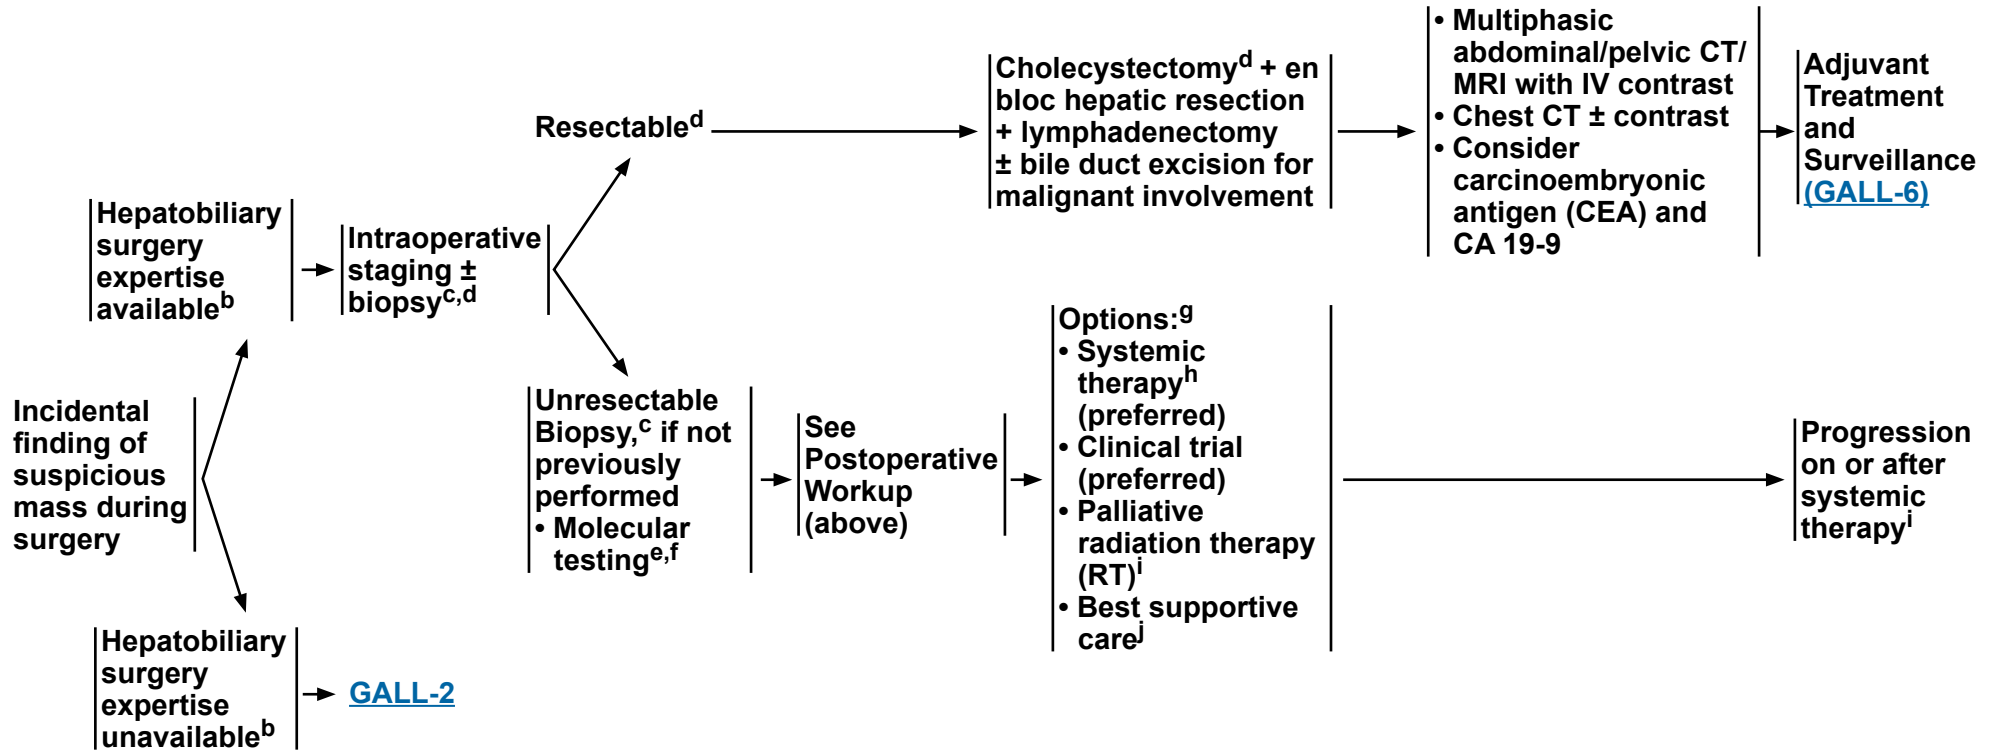 Incidental
finding of
suspicious
mass during
surgery
Hepatobiliary
surgery
expertise
available^b
Intraoperative
staging ±
biopsy^c,d
Resectable^d
Cholecystectomy^d + en
bloc hepatic resection
+ lymphadenectomy
± bile duct excision for
malignant involvement
• Multiphasic
abdominal/pelvic CT/
MRI with IV contrast
• Chest CT ± contrast
• Consider
carcinoembryonic
antigen (CEA) and
CA 19-9
Adjuvant
Treatment
and
Surveillance
(GALL-6)
Unresectable
Biopsy,^c if not
previously
performed
• Molecular
testing^e,f
See
Postoperative
Workup
(above)
Options:^g
• Systemic
therapy^h
(preferred)
• Clinical trial
(preferred)
• Palliative
radiation therapy
(RT)^i
• Best supportive
care^j
Progression
on or after
systemic
therapy^i
Hepatobiliary
surgery
expertise
unavailable^b
GALL-2